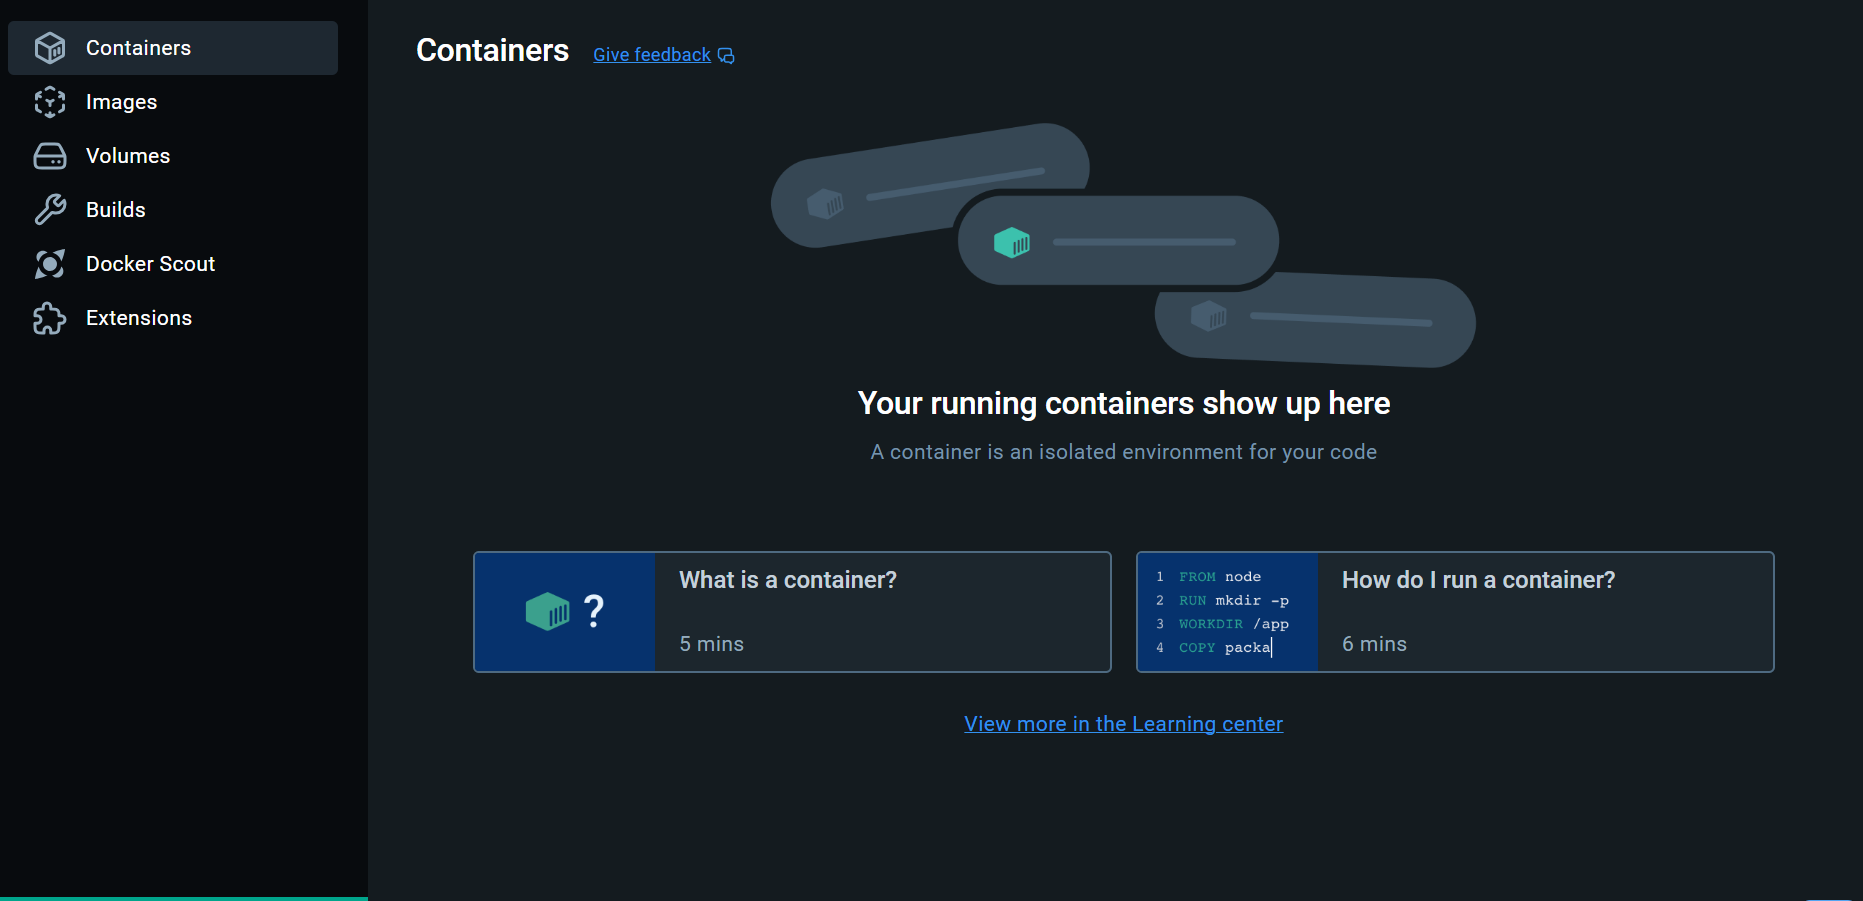 Containers
Images
Volumes
Builds
Docker Scout
Extensions
Containers Give feedback
Your running containers show up here
A container is an isolated environment for your code
?
What is a container?
5 mins
1 FROM node
2 RUN mkdir -p
3 WORKDIR /app
4 COPY packa
How do I run a container?
6 mins
View more in the Learning center